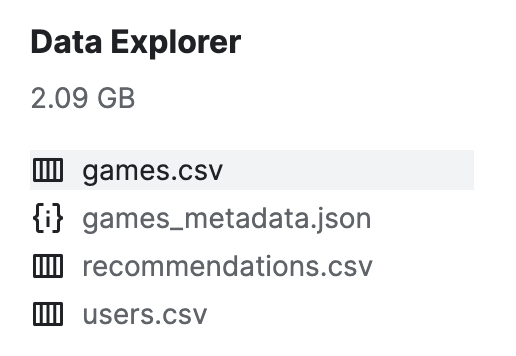 Data Explorer
2.09 GB
games.csv
games_metadata.json
recommendations.csv
users.csv